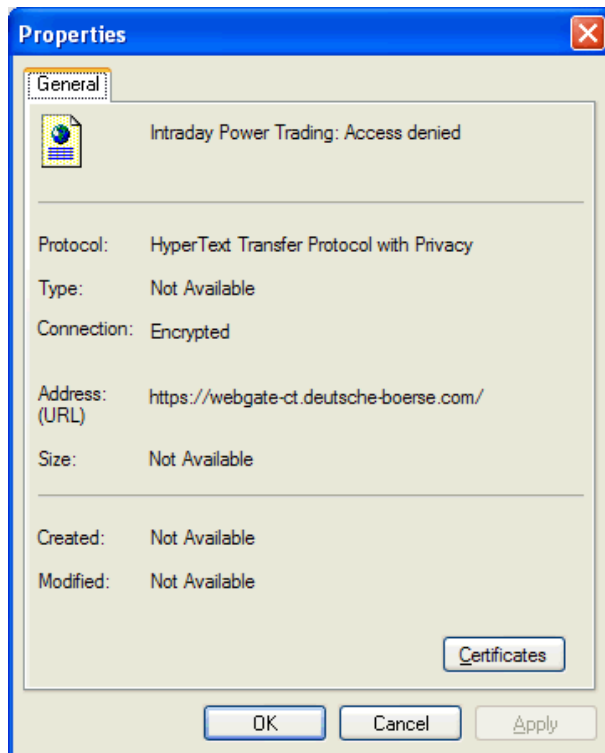 Properties
General
Intraday Power Trading: Access denied
Protocol: HyperText Transfer Protocol with Privacy
Type: Not Available
Connection: Encrypted
Address: https://webgate-ct.deutsche-boerse.com/
(URL)
Size: Not Available
Created: Not Available
Modified: Not Available
Certificates
OK Cancel Apply